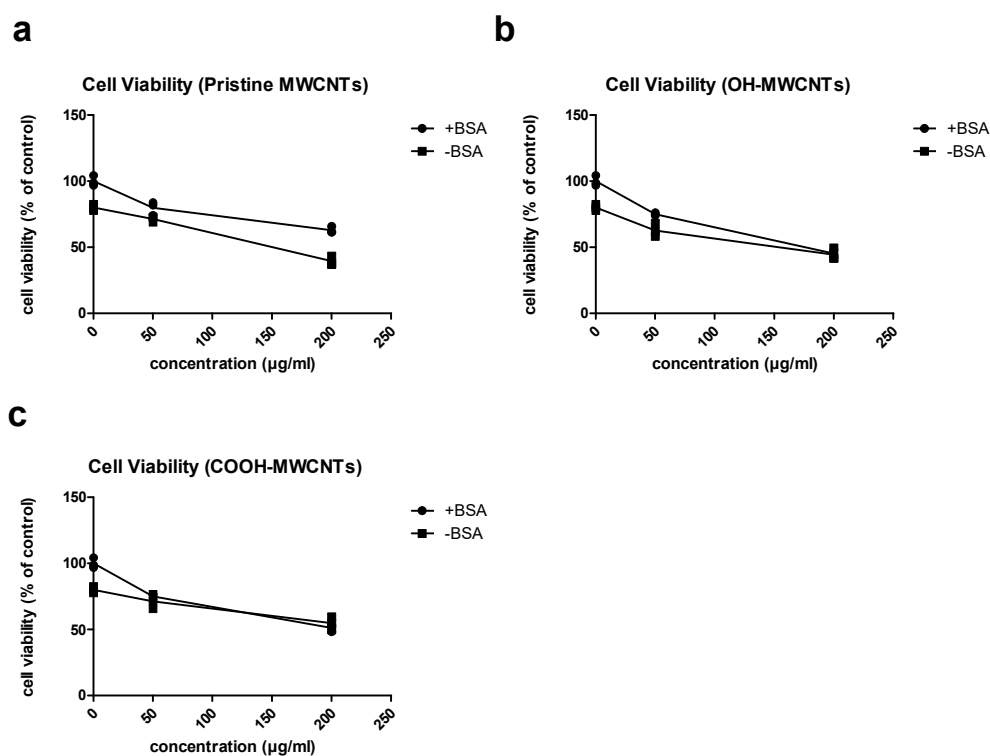 a
Cell Viability (Pristine MWCNTs)
cell viability (% of control)
150
100
50
0
0
50
100
150
200
250
concentration (µg/ml)
+BSA
-BSA
b
Cell Viability (OH-MWCNTs)
cell viability (% of control)
150
100
50
0
0
50
100
150
200
250
concentration (µg/ml)
+BSA
-BSA
c
Cell Viability (COOH-MWCNTs)
cell viability (% of control)
150
100
50
0
0
50
100
150
200
250
concentration (µg/ml)
+BSA
-BSA